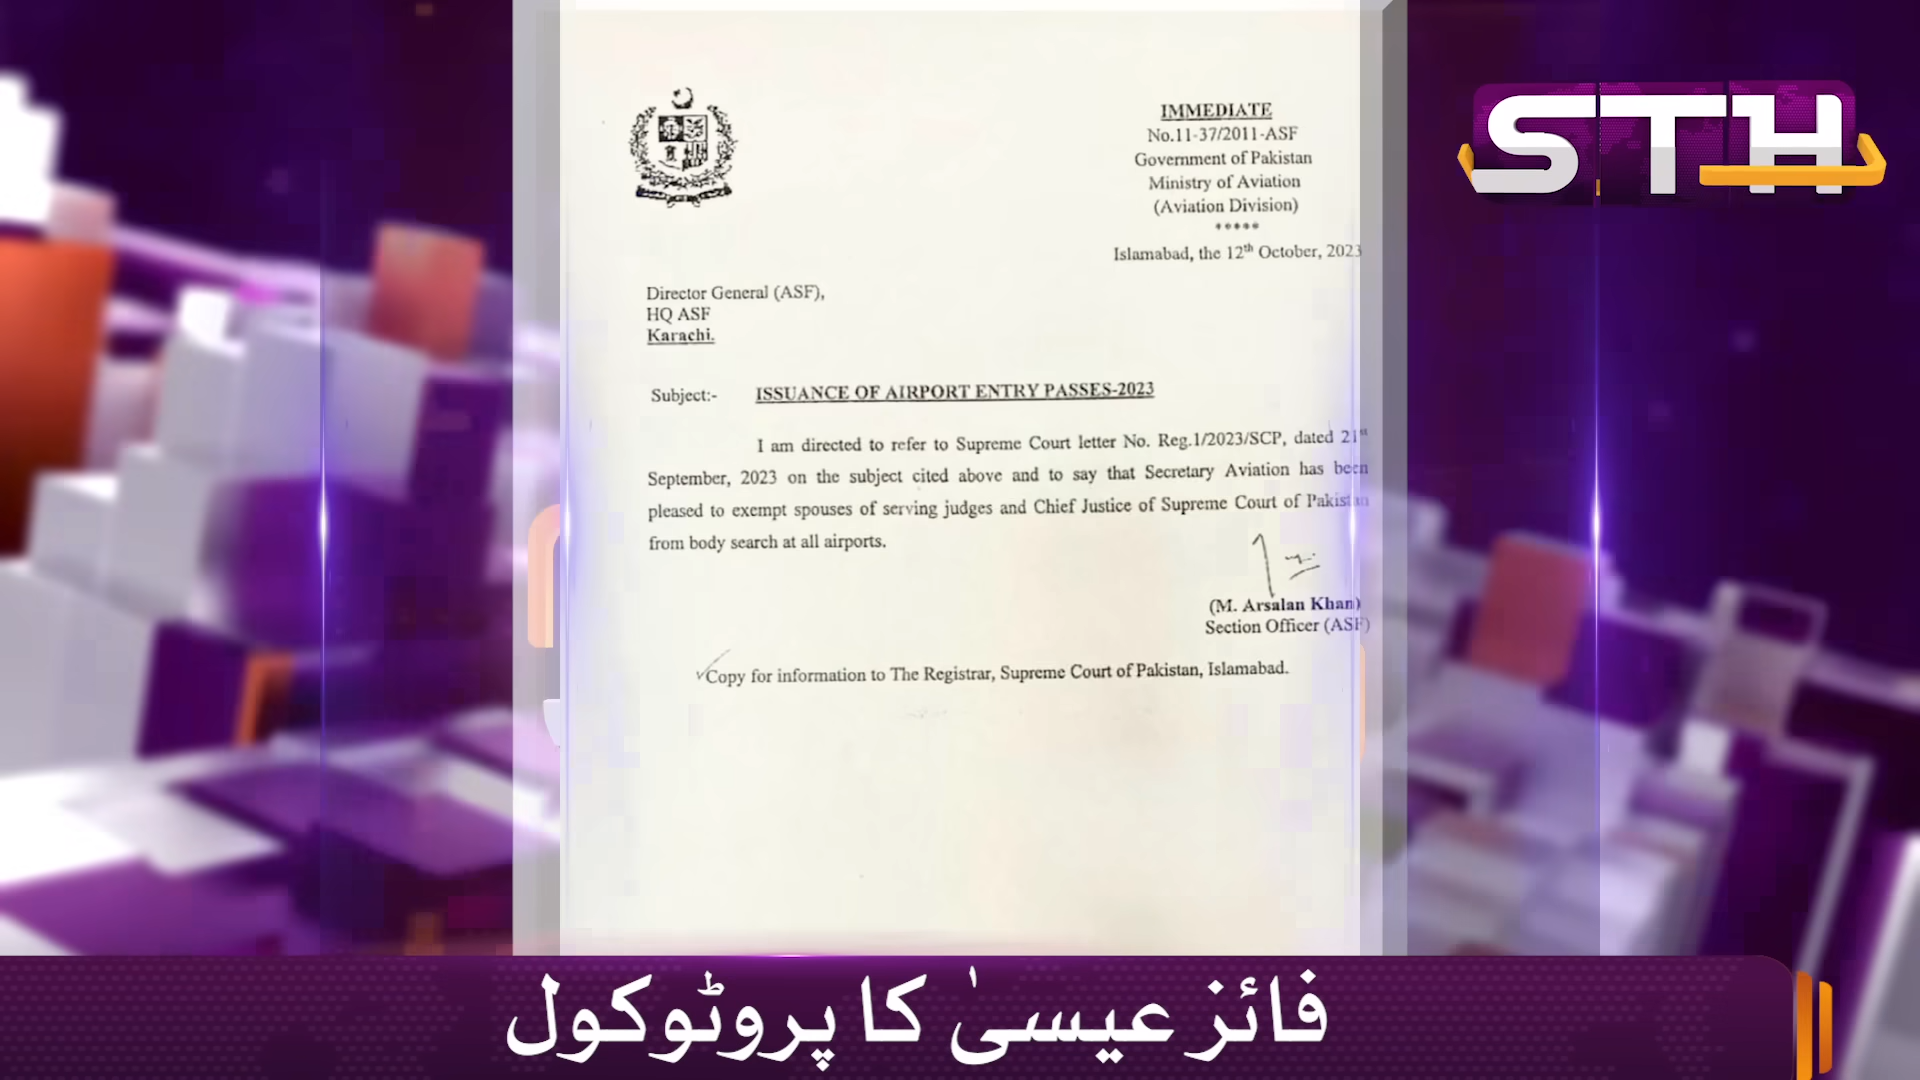 IMMEDIATE
No.11-37/2011-ASF
Government of Pakistan
Ministry of Aviation
(Aviation Division)
*****
Islamabad, the 12th October, 2023
Director General (ASF),
HQ ASF
Karachi.
Subject:- ISSUANCE OF AIRPORT ENTRY PASSES-2023
I am directed to refer to Supreme Court letter No. Reg.1/2023/SCP, dated 21st
September, 2023 on the subject cited above and to say that Secretary Aviation has been
pleased to exempt spouses of serving judges and Chief Justice of Supreme Court of Pakistan
from body search at all airports.
(M. Arsalan Khan)
Section Officer (ASF)
Copy for information to The Registrar, Supreme Court of Pakistan, Islamabad.
STH
فائز عیسیٰ کا پروٹوکول